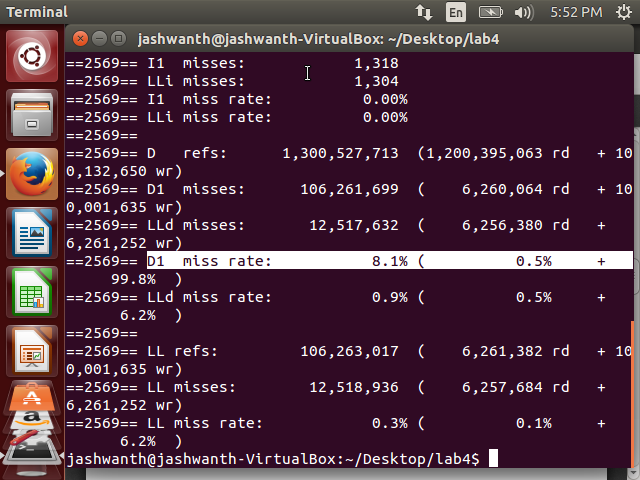 Terminal
En
5:52 PM
jashwanth@jashwanth-VirtualBox: ~/Desktop/lab4
==2569== I1  misses:             1,318
==2569== LLi misses:             1,304
==2569== I1  miss rate:           0.00%
==2569== LLi miss rate:           0.00%
==2569==
==2569== D   refs:      1,300,527,713  (1,200,395,063 rd   + 10
0,132,650 wr)
==2569== D1  misses:      106,261,699  (    6,260,064 rd   + 10
0,001,635 wr)
==2569== LLd misses:       12,517,632  (    6,256,380 rd   +
6,261,252 wr)
==2569== D1  miss rate:           8.1% (          0.5%     +
     99.8%  )
==2569== LLd miss rate:           0.9% (          0.5%     +
      6.2%  )
==2569==
==2569== LL refs:         106,263,017  (    6,261,382 rd   + 10
0,001,635 wr)
==2569== LL misses:        12,518,936  (    6,257,684 rd   +
6,261,252 wr)
==2569== LL miss rate:            0.3% (          0.1%     +
      6.2%  )
jashwanth@jashwanth-VirtualBox:~/Desktop/lab4$